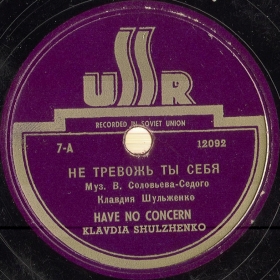 USSR
RECORDED IN SOVIET UNION
7-A 12092
НЕ ТРЕВОЖЬ ТЫ СЕБЯ
Муз. В. Соловьева-Седого
Клавдия Шульженко
HAVE NO CONCERN
KLAVDIA SHULZHENKO